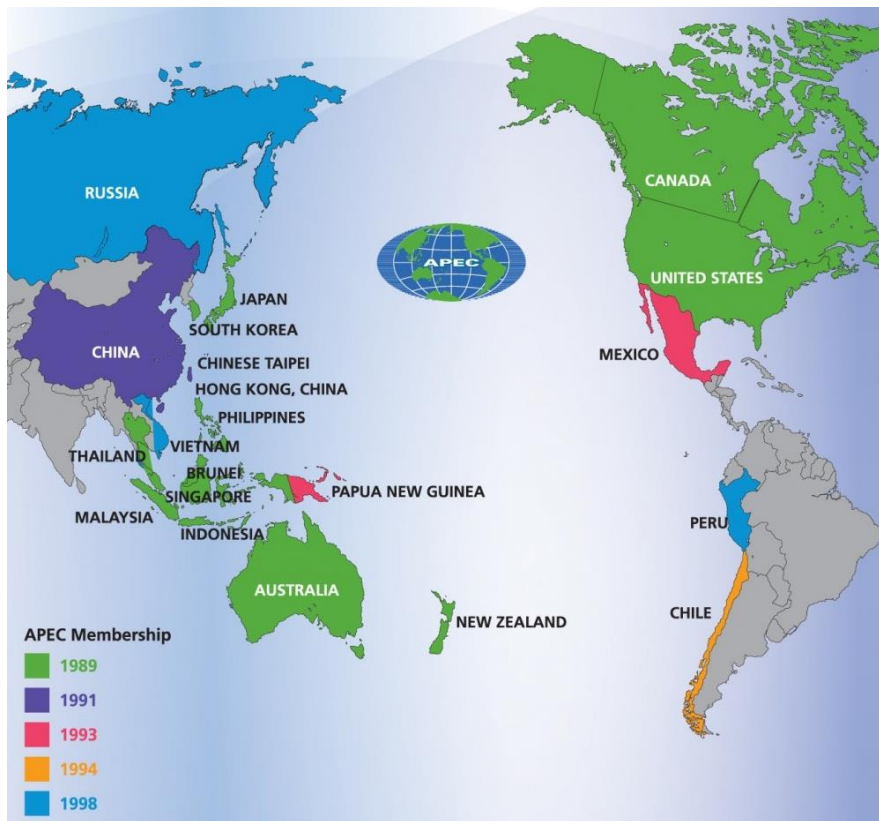 RUSSIA
CANADA
APEC
UNITED STATES
JAPAN
SOUTH KOREA
CHINA
MEXICO
CHINESE TAIPEI
HONG KONG, CHINA
PHILIPPINES
VIETNAM
THAILAND
BRUNEI
SINGAPORE
PAPUA NEW GUINEA
MALAYSIA
INDONESIA
PERU
AUSTRALIA
CHILE
NEW ZEALAND
APEC Membership
1989
1991
1993
1994
1998